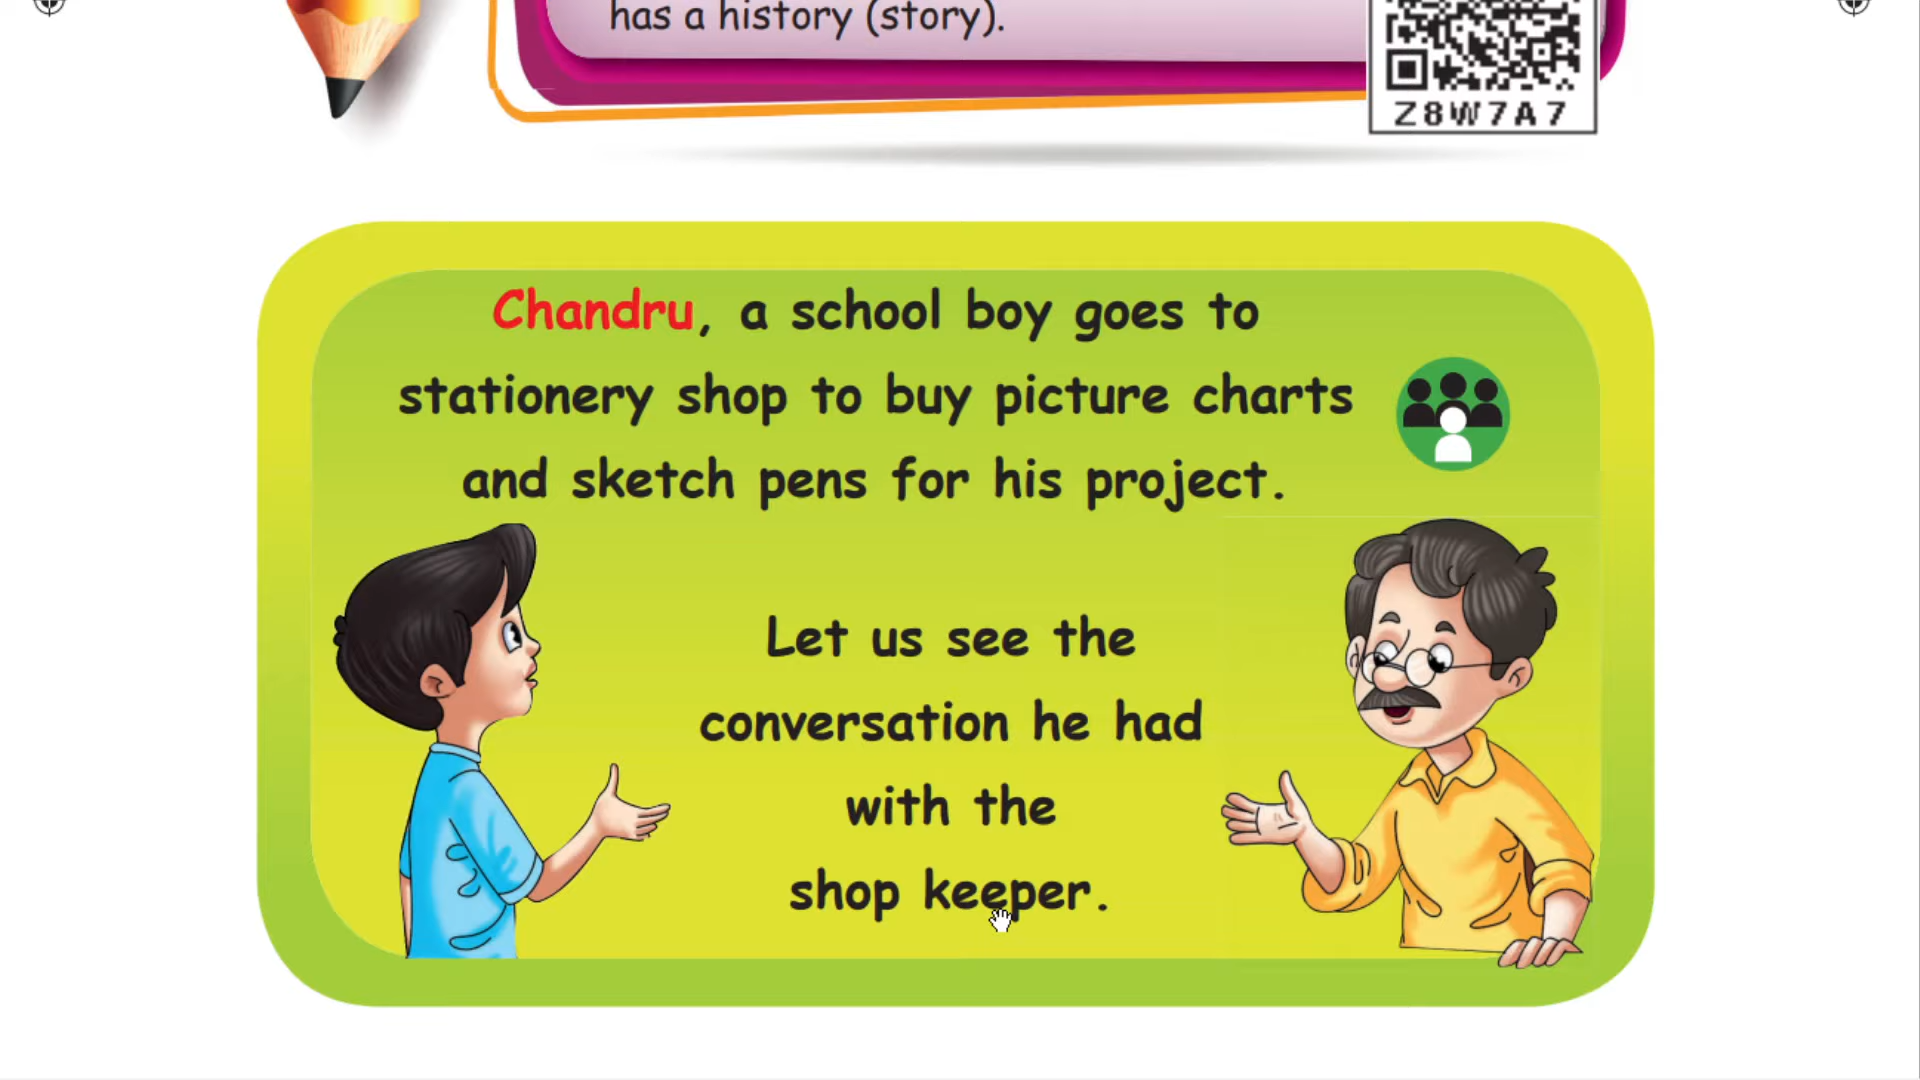 has a history (story).
Z8W7A7
Chandru, a school boy goes to
stationery shop to buy picture charts
and sketch pens for his project.
Let us see the
conversation he had
with the
shop keeper.